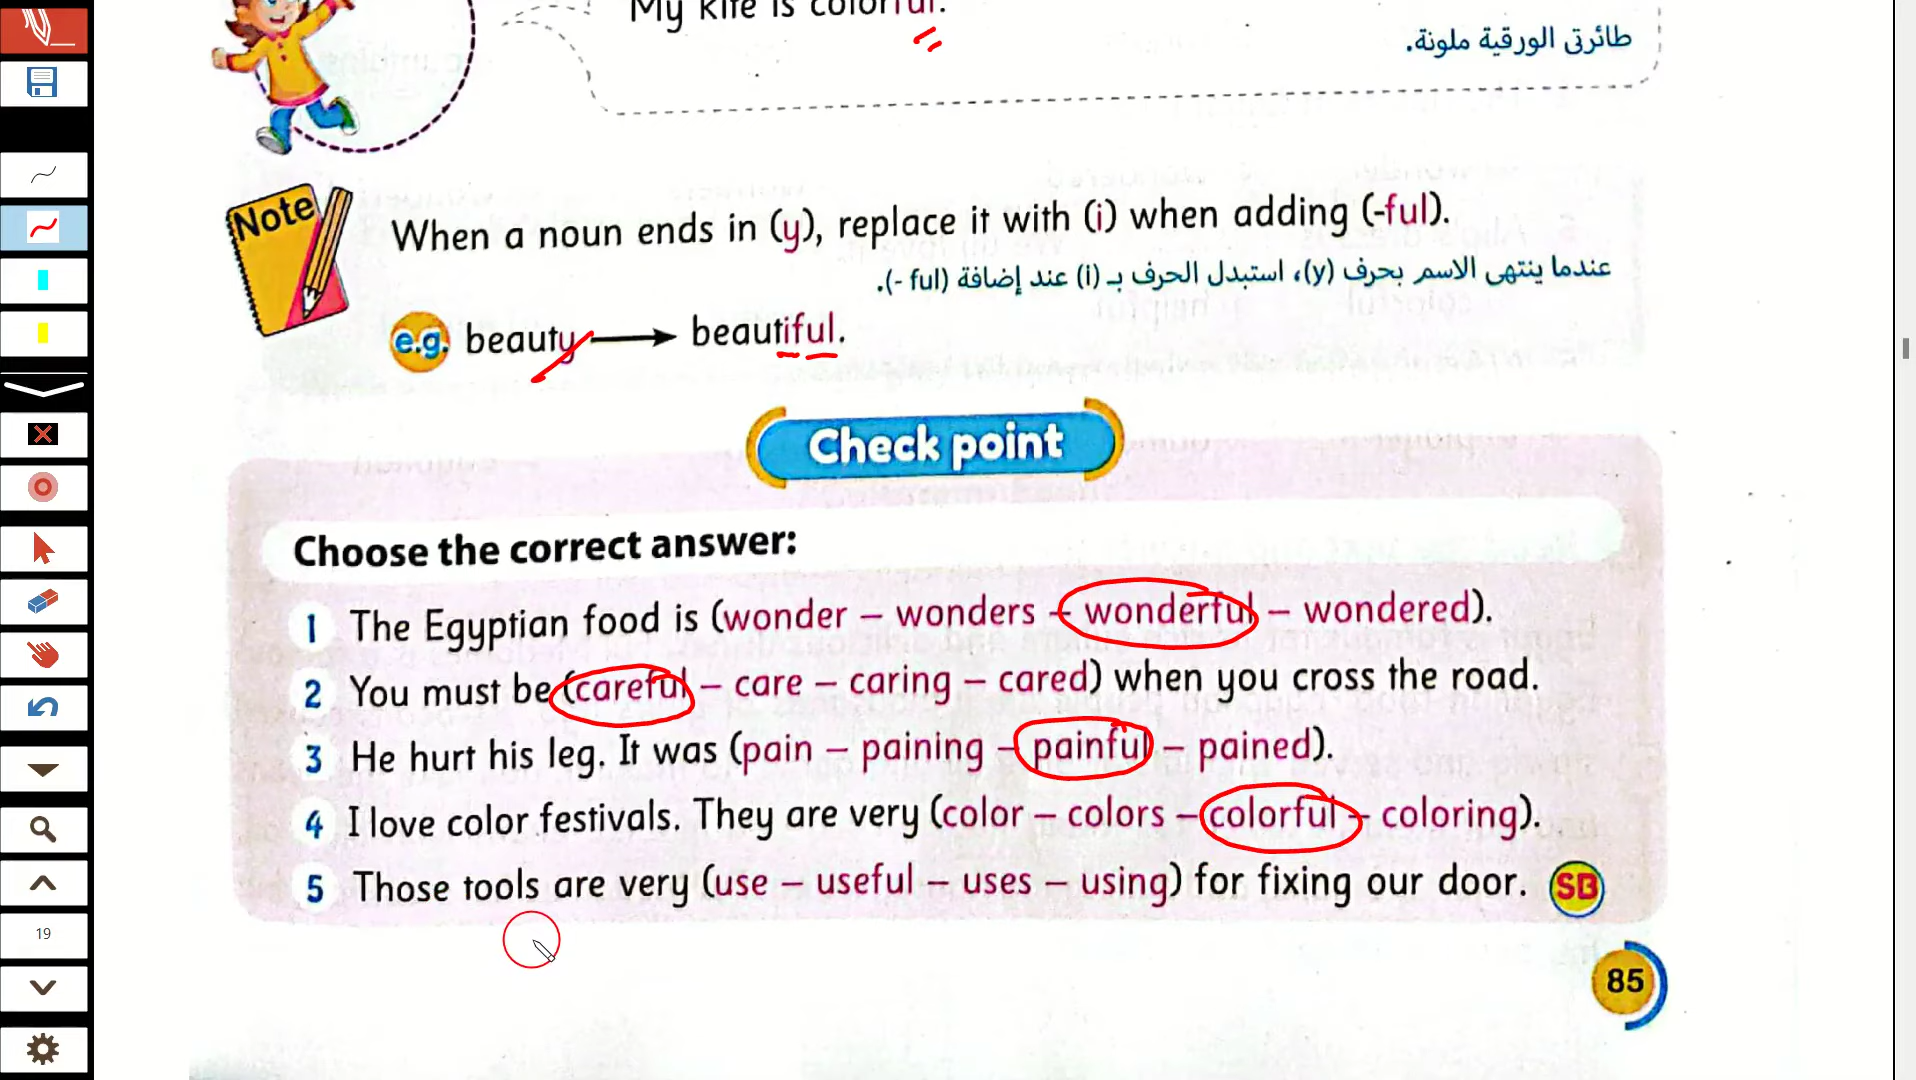 My kite is colorful.
طائرتى الورقية ملونة.
Note
When a noun ends in (y), replace it with (i) when adding (-ful).
عندما ينتهى الاسم بحرف (y)، استبدل الحرف بـ (i) عند إضافة (ful -).
e.g. beauty → beautiful.
Check point
Choose the correct answer:
1 The Egyptian food is (wonder – wonders – wonderful – wondered).
2 You must be (careful – care – caring – cared) when you cross the road.
3 He hurt his leg. It was (pain – paining – painful – pained).
4 I love color festivals. They are very (color – colors – colorful – coloring).
5 Those tools are very (use – useful – uses – using) for fixing our door. SB
19
85